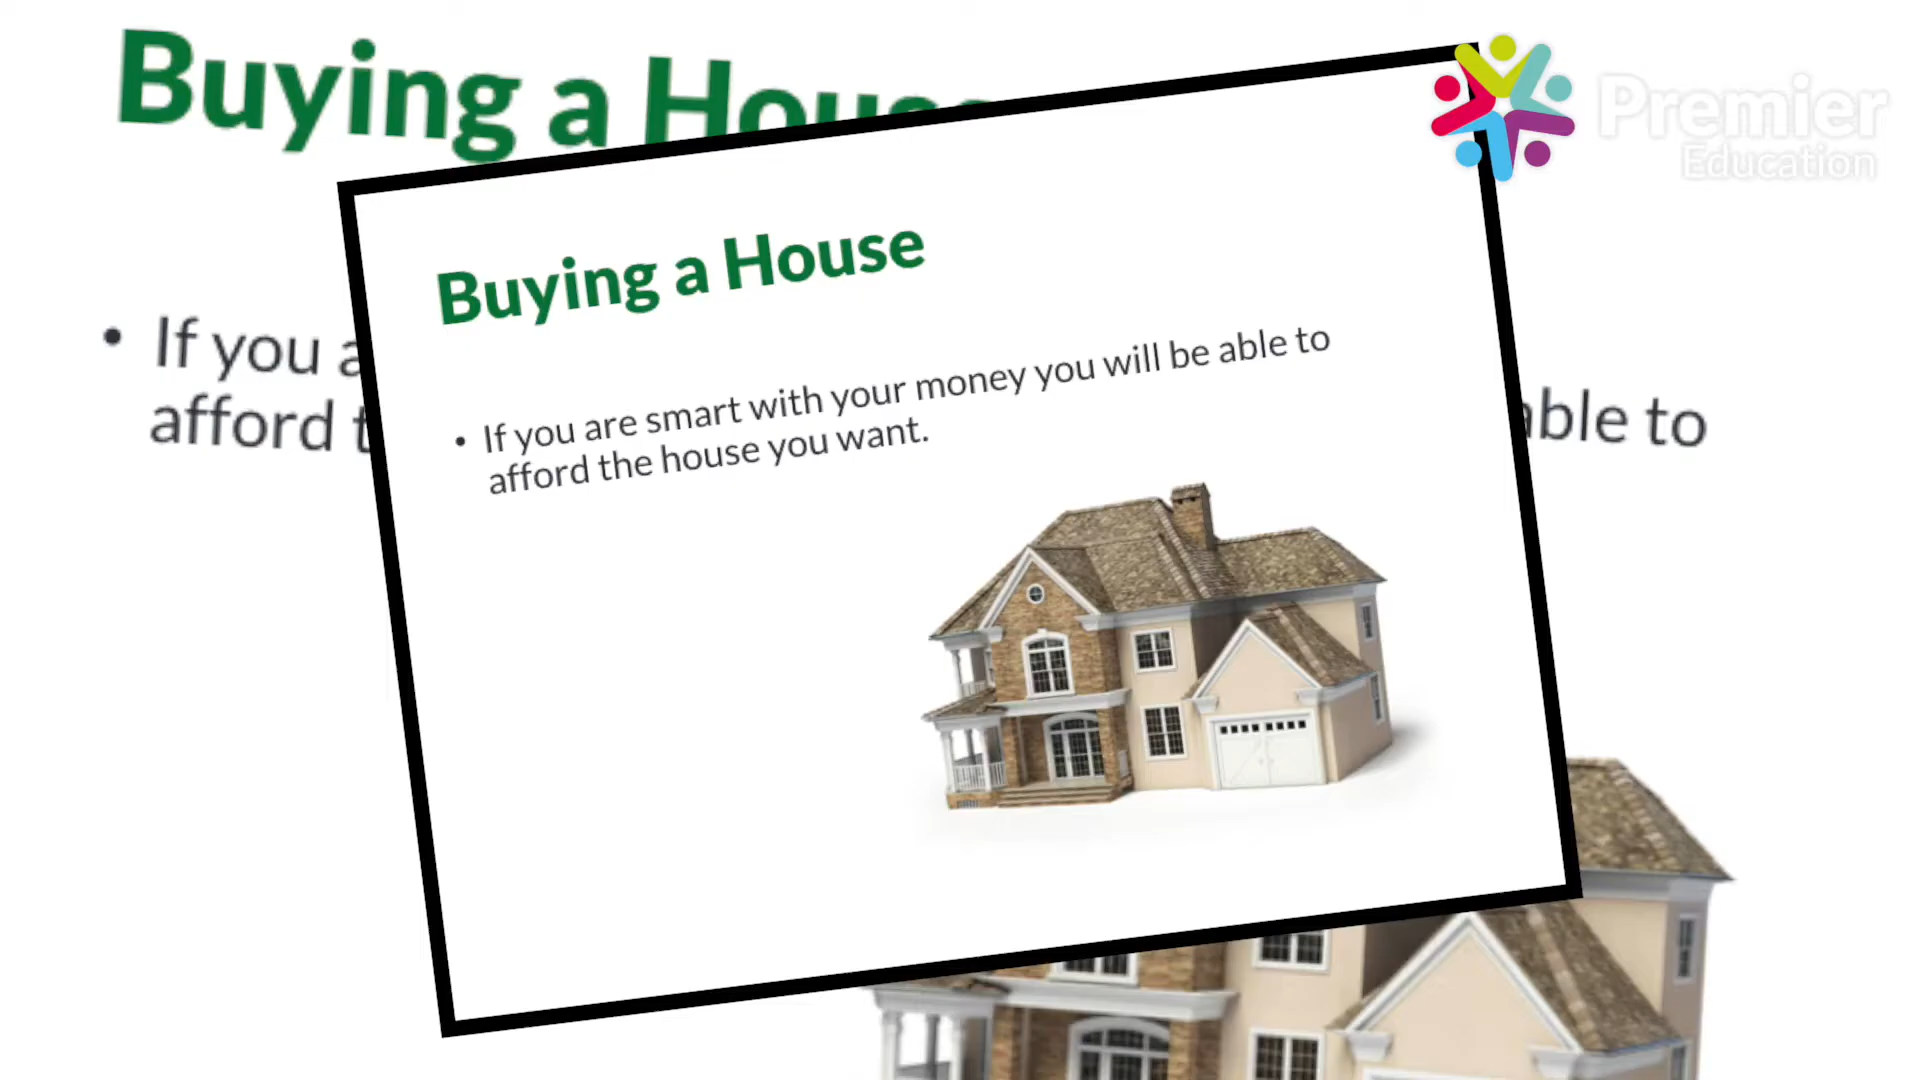 Buying a House
If you a
afford t
able to
Buying a House
• If you are smart with your money you will be able to
afford the house you want.
Premier
Education